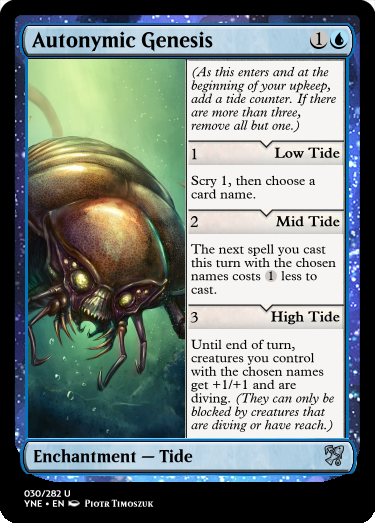 Autonymic Genesis 1
(As this enters and at the
beginning of your upkeep,
add a tide counter. If there
are more than three,
remove all but one.)
1 Low Tide
Scry 1, then choose a
card name.
2 Mid Tide
The next spell you cast
this turn with the chosen
names costs 1 less to
cast.
3 High Tide
Until end of turn,
creatures you control
with the chosen names
get +1/+1 and are
diving. (They can only be
blocked by creatures that
are diving or have reach.)
Enchantment — Tide
030/282 U
YNE • EN Piotr Timoszuk